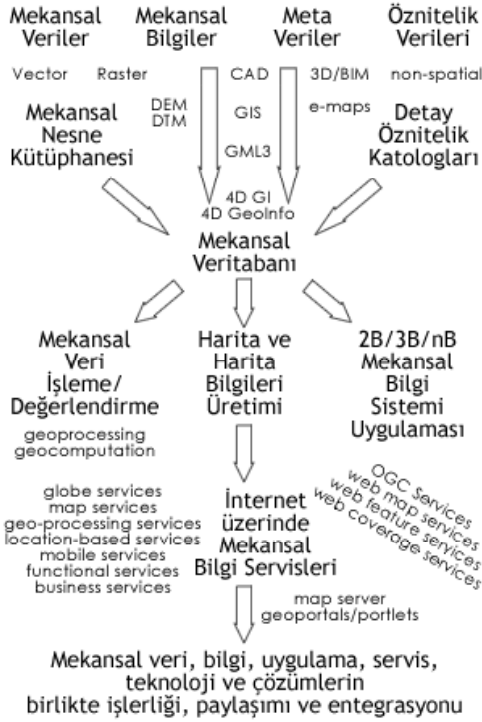 Mekansal Veriler
Mekansal Bilgiler
Meta Veriler
Öznitelik Verileri
Vector
Raster
CAD
3D/BIM
non-spatial
DEM
DTM
GIS
e-maps
GML3
Mekansal
Nesne
Kütüphanesi
Detay
Öznitelik
Katologları
4D GI
4D GeoInfo
Mekansal
Veritabanı
Mekansal
Veri
İşleme/
Değerlendirme
geoprocessing
geocomputation
Harita ve
Harita
Bilgileri
Üretimi
2B/3B/nB
Mekansal
Bilgi
Sistemi
Uygulaması
globe services
map services
geo-processing services
location-based services
mobile services
functional services
business services
İnternet
üzerinde
Mekansal
Bilgi Servisleri
OGC Services
web map services
web feature services
web coverage services
map server
geoportals/portlets
Mekansal veri, bilgi, uygulama, servis,
teknoloji ve çözümlerin
birlikte işlerliği, paylaşımı ve entegrasyonu